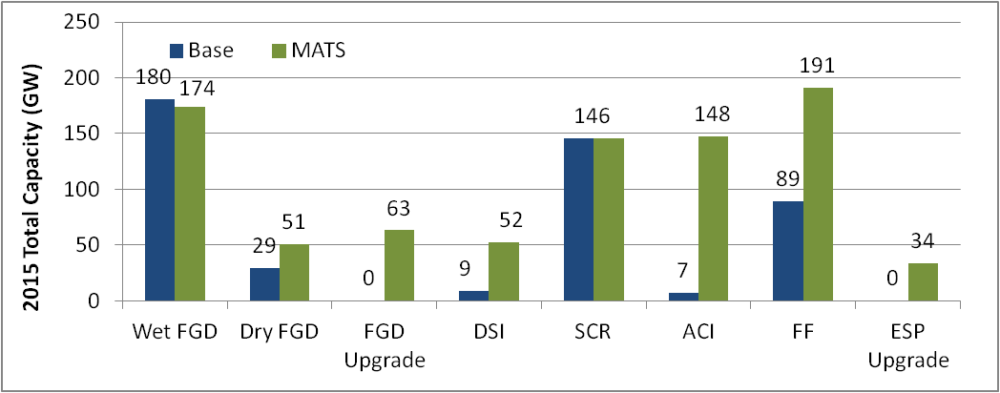 2015 Total Capacity (GW)
250
200
150
100
50
0
Base
MATS
180
174
29
51
0
63
9
52
146
7
148
89
191
0
34
Wet FGD
Dry FGD
FGD
Upgrade
DSI
SCR
ACI
FF
ESP
Upgrade